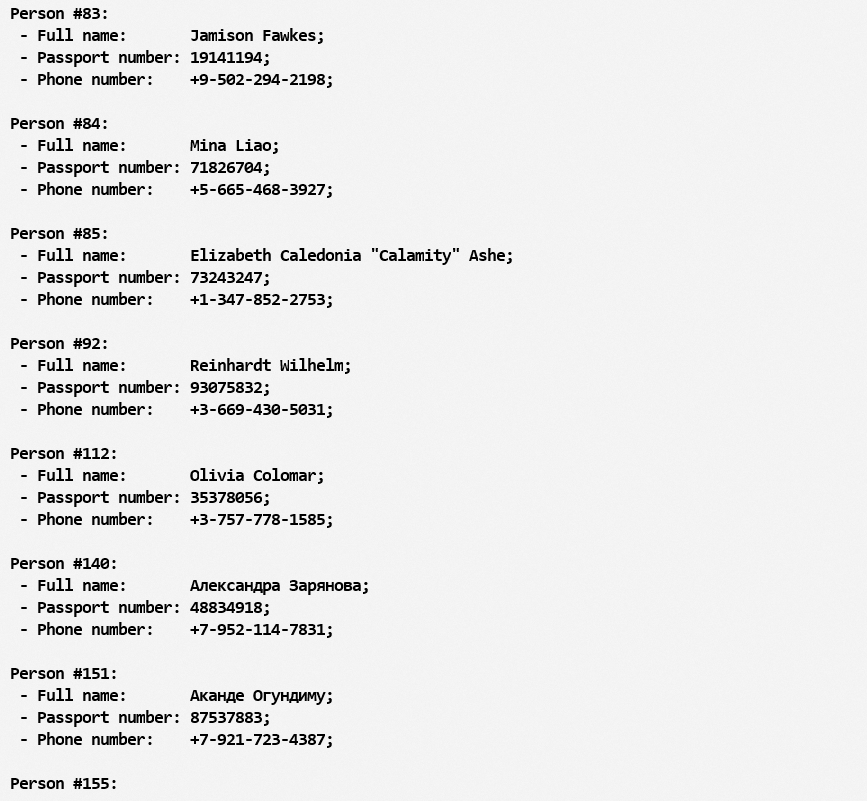 Person #83:
 - Full name:       Jamison Fawkes;
 - Passport number: 19141194;
 - Phone number:    +9-502-294-2198;

Person #84:
 - Full name:       Mina Liao;
 - Passport number: 71826704;
 - Phone number:    +5-665-468-3927;

Person #85:
 - Full name:       Elizabeth Caledonia "Calamity" Ashe;
 - Passport number: 73243247;
 - Phone number:    +1-347-852-2753;

Person #92:
 - Full name:       Reinhardt Wilhelm;
 - Passport number: 93075832;
 - Phone number:    +3-669-430-5031;

Person #112:
 - Full name:       Olivia Colomar;
 - Passport number: 35378056;
 - Phone number:    +3-757-778-1585;

Person #140:
 - Full name:       Александра Зарянова;
 - Passport number: 48834918;
 - Phone number:    +7-952-114-7831;

Person #151:
 - Full name:       Аканде Огундиму;
 - Passport number: 87537883;
 - Phone number:    +7-921-723-4387;

Person #155: